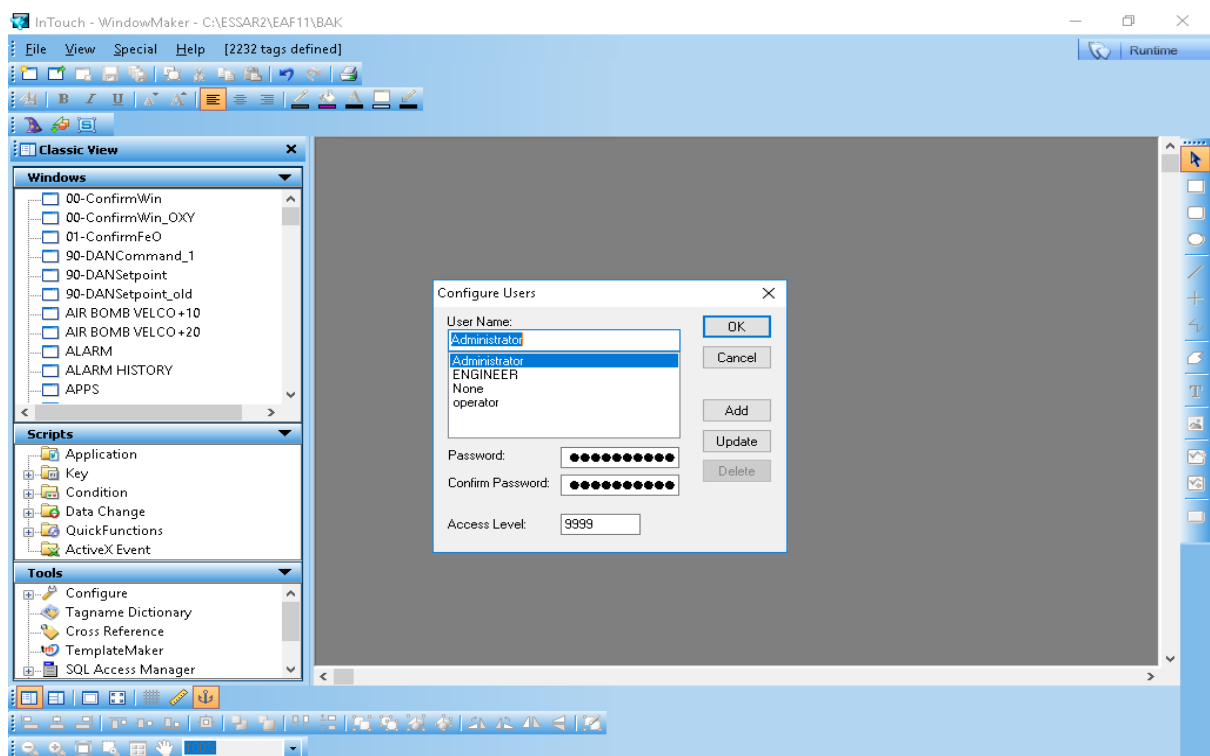 InTouch - WindowMaker - C:\ESSAR2\EAF11\BAK
File View Special Help [2232 tags defined]
Runtime
B I U
Classic View
Windows
00-ConfirmWin
00-ConfirmWin_OXY
01-ConfirmFeO
90-DANCommand_1
90-DANSetpoint
90-DANSetpoint_old
AIR BOMB VELCO+10
AIR BOMB VELCO+20
ALARM
ALARM HISTORY
APPS
Scripts
Application
Key
Condition
Data Change
QuickFunctions
ActiveX Event
Tools
Configure
Tagname Dictionary
Cross Reference
TemplateMaker
SQL Access Manager
Configure Users
User Name:
Administrator
Administrator
ENGINEER
None
operator
Password:
Confirm Password:
Access Level: 9999
OK
Cancel
Add
Update
Delete
T